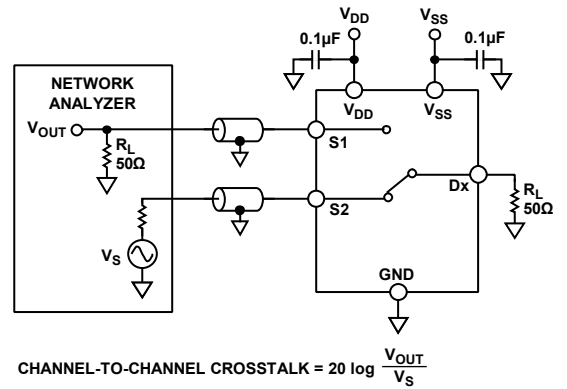 VDD VSS
0.1µF 0.1µF
NETWORK
ANALYZER
VDD VSS
VOUT
S1
RL
50Ω
Dx
RL
50Ω
S2
VS
GND
CHANNEL-TO-CHANNEL CROSSTALK = 20 log VOUT
VS